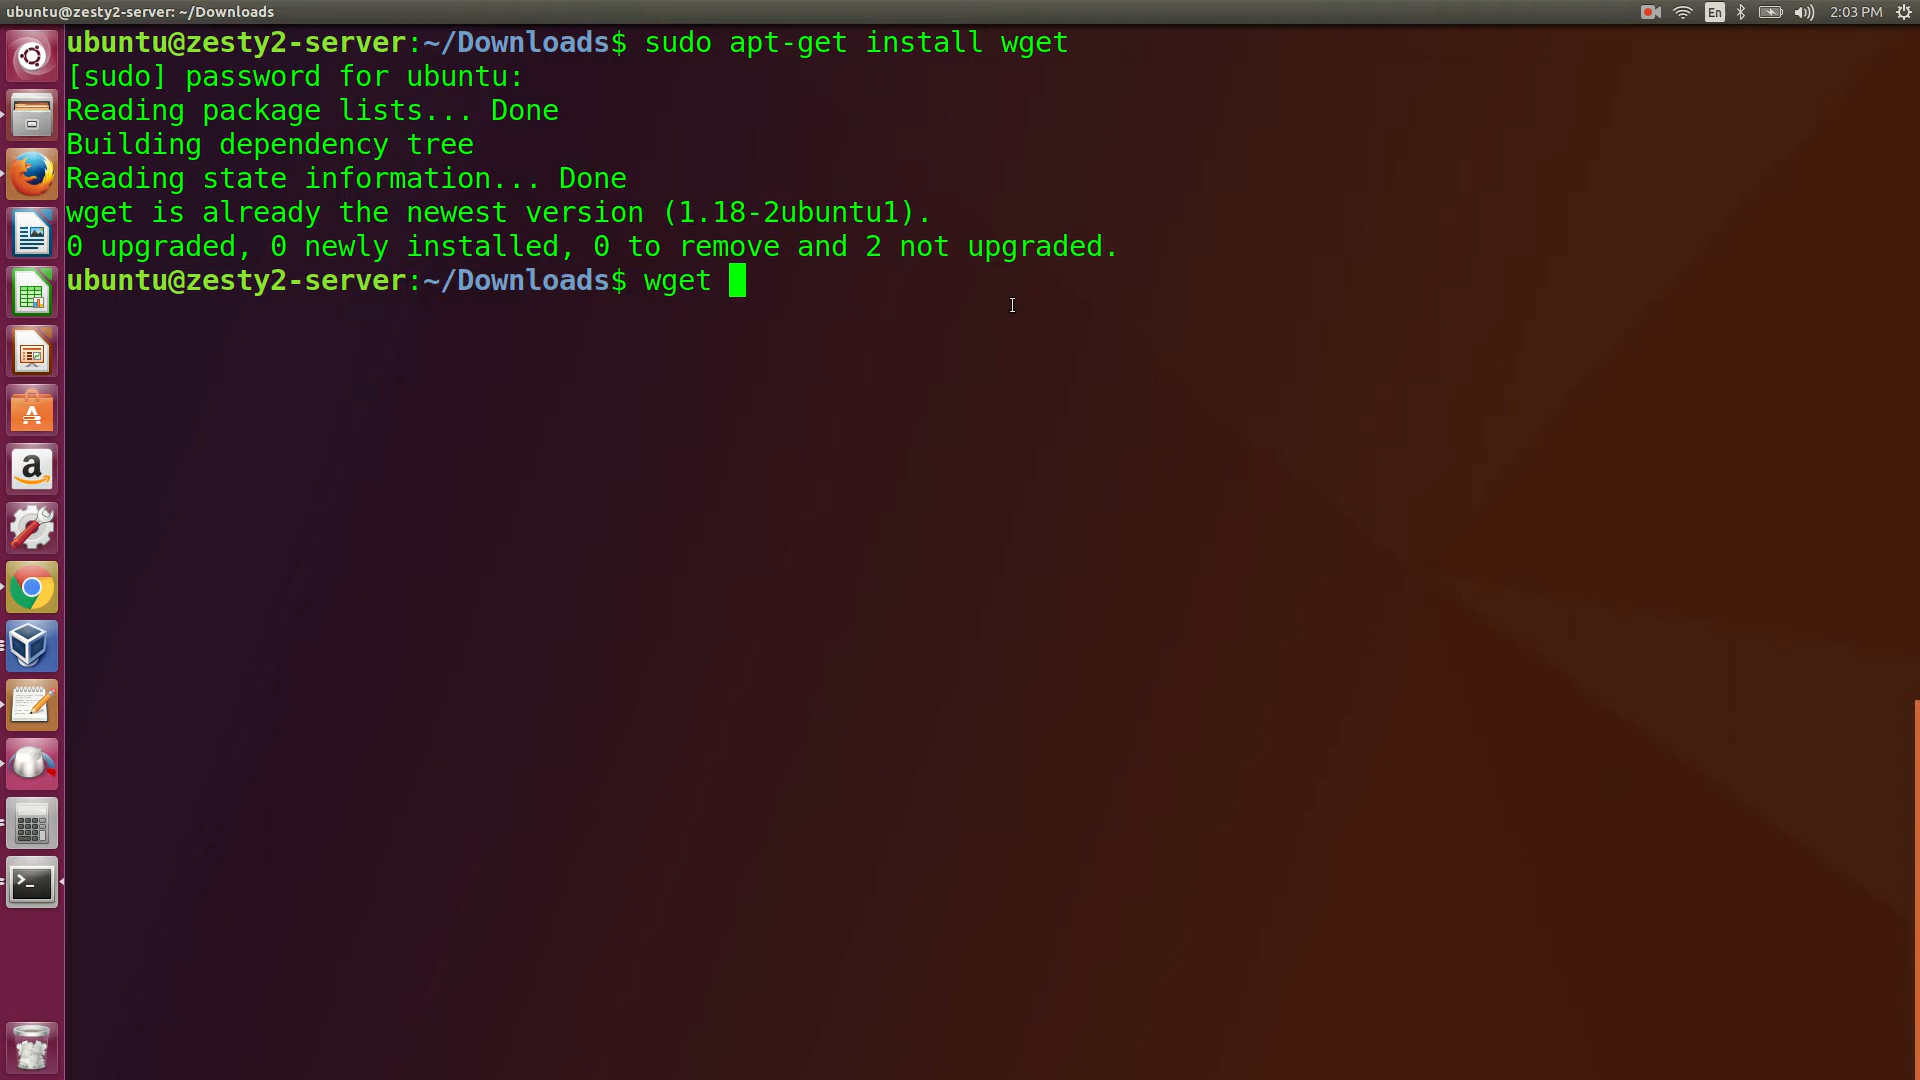 ubuntu@zesty2-server: ~/Downloads
En
2:03 PM
ubuntu@zesty2-server:~/Downloads$ sudo apt-get install wget
[sudo] password for ubuntu:
Reading package lists... Done
Building dependency tree
Reading state information... Done
wget is already the newest version (1.18-2ubuntu1).
0 upgraded, 0 newly installed, 0 to remove and 2 not upgraded.
ubuntu@zesty2-server:~/Downloads$ wget